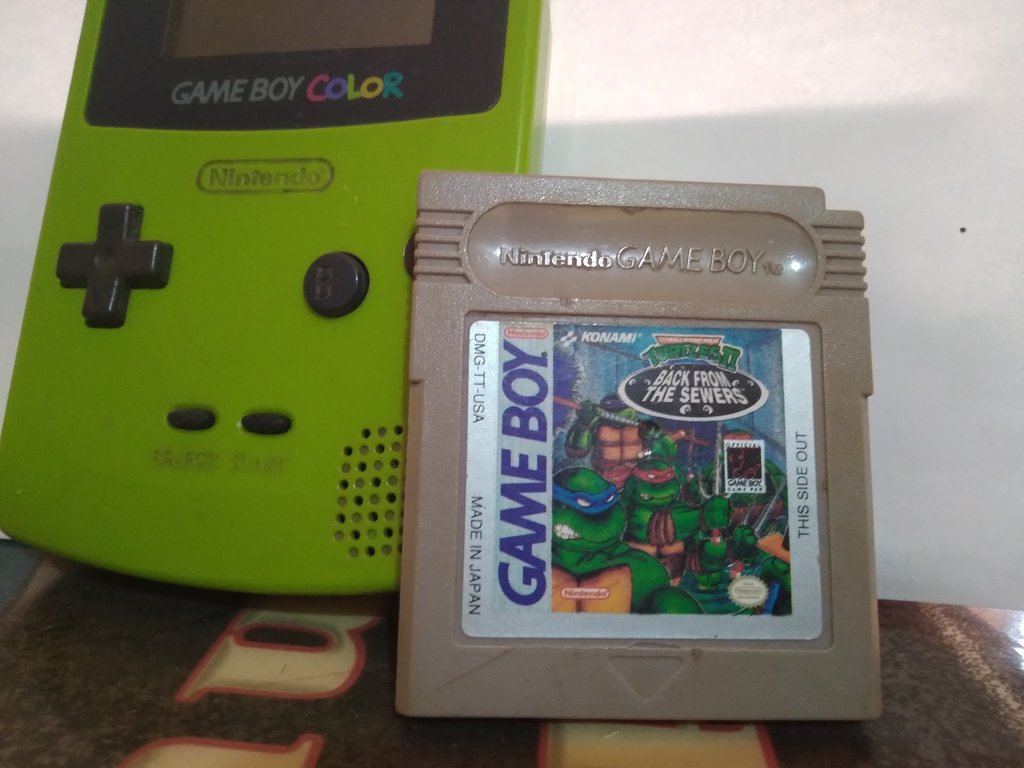 GAME BOY COLOR
Nintendo
B
SELECT START
Nintendo GAME BOY TM
DMG-TT-USA
MADE IN JAPAN
Nintendo
GAME BOY
KONAMI
TURTLES II
BACK FROM
THE SEWERS
OFFICIAL
GAME BOY
GAME PAK
THIS SIDE OUT
Nintendo